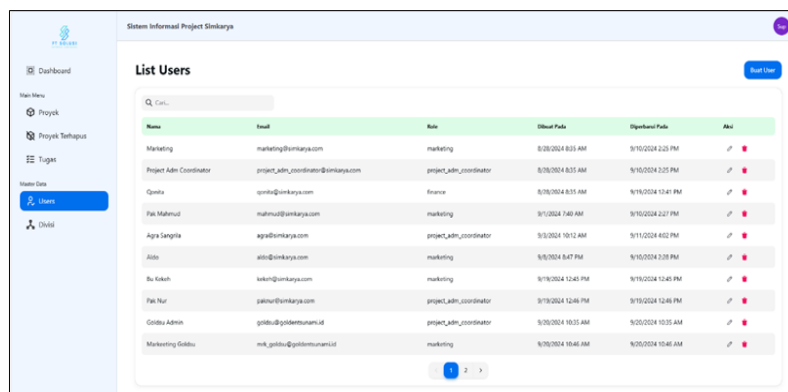 Sistem Informasi Project Simkarya
Sup
Dashboard
Main Menu
Proyek
Proyek Terhapus
Tugas
Master Data
Users
Divisi
List Users
Buat User
Cari...
Nama Email Role Dibuat Pada Diperbarui Pada Aksi
Marketing marketing@simkarya.com marketing 8/28/2024 8:35 AM 9/10/2024 2:25 PM
Project Adm Coordinator project_adm_coordinator@simkarya.com project_adm_coordinator 8/28/2024 8:35 AM 9/10/2024 2:25 PM
Qonita qonita@simkarya.com finance 8/28/2024 8:35 AM 9/19/2024 12:41 PM
Pak Mahmud mahmud@simkarya.com marketing 9/1/2024 7:40 AM 9/10/2024 2:27 PM
Agra Sangrila agra@simkarya.com project_adm_coordinator 9/3/2024 10:12 AM 9/11/2024 4:02 PM
Aldo aldo@simkarya.com marketing 9/8/2024 8:47 PM 9/10/2024 2:28 PM
Bu Kekeh kekeh@simkarya.com marketing 9/19/2024 12:45 PM 9/19/2024 12:45 PM
Pak Nur paknur@simkarya.com project_adm_coordinator 9/19/2024 12:46 PM 9/19/2024 12:46 PM
Goldsu Admin goldsu@goldentsunami.id project_adm_coordinator 9/20/2024 10:35 AM 9/20/2024 10:35 AM
Markeeting Goldsu mrk_goldsu@goldentsunami.id marketing 9/20/2024 10:46 AM 9/20/2024 10:46 AM
1 2